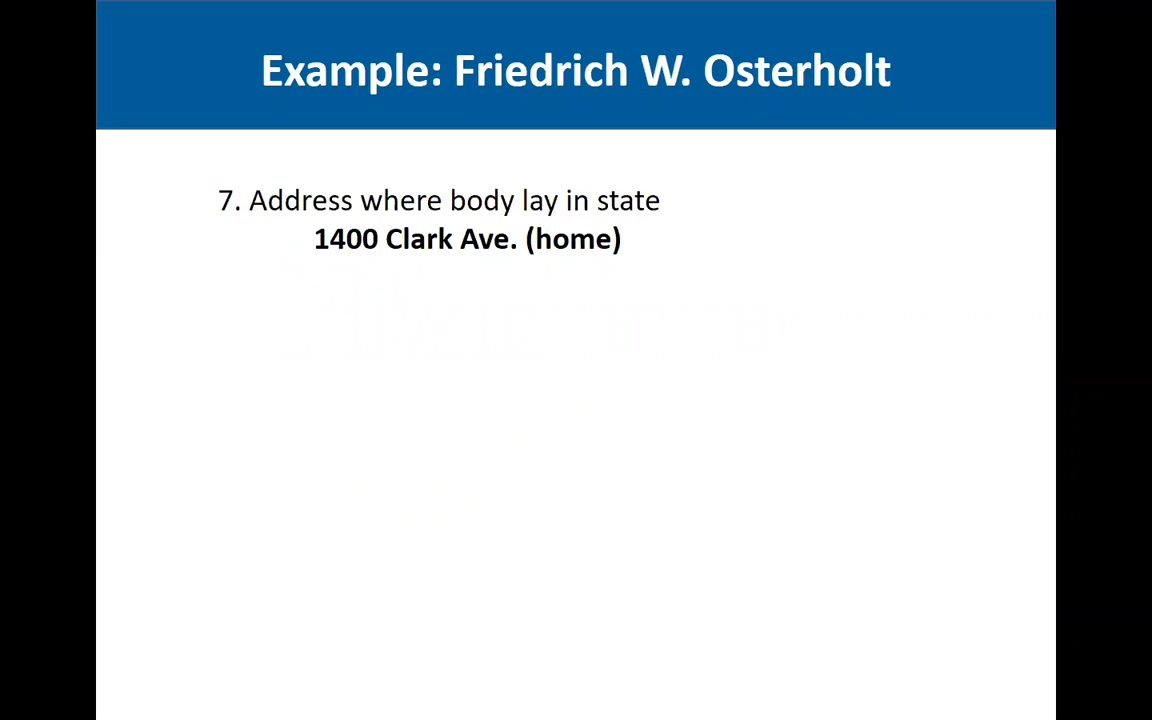 Example: Friedrich W. Osterholt
7. Address where body lay in state
1400 Clark Ave. (home)